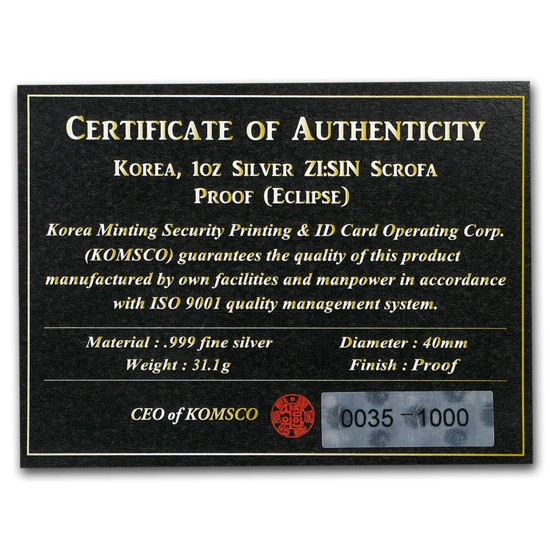 CERTIFICATE OF AUTHENTICITY
KOREA, 1OZ SILVER ZI:SIN SCROFA
PROOF (ECLIPSE)
Korea Minting Security Printing & ID Card Operating Corp.
(KOMSCO) guarantees the quality of this product
manufactured by own facilities and manpower in accordance
with ISO 9001 quality management system.
Material : .999 fine silver
Diameter : 40mm
Weight : 31.1g
Finish : Proof
CEO of KOMSCO
0035 - 1000